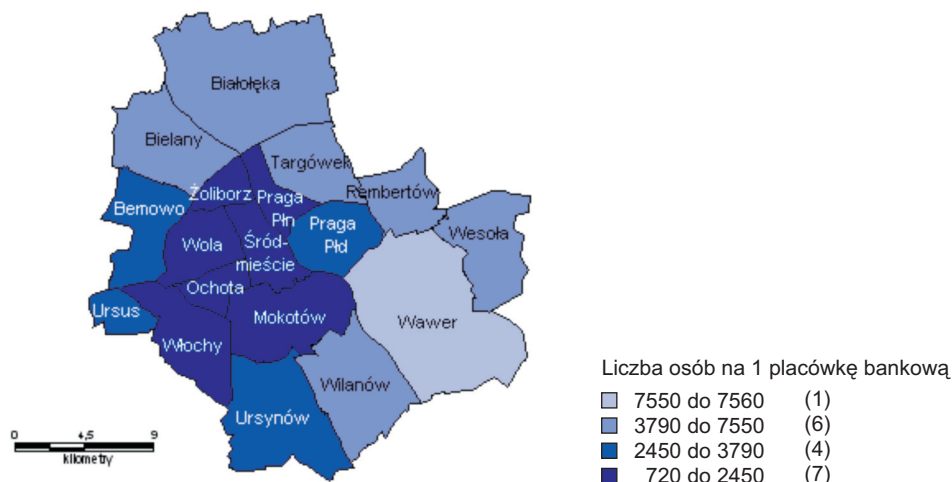 Białołęka
Bielany
Targówek
Rembertów
Żoliborz
Praga
Płn
Bemowo
Praga
Płd
Wesoła
Wola
Śród-
mieście
Ochota
Ursus
Mokotów
Wawer
Włochy
Wilanów
Ursynów
0 4,5 9
kilometry
Liczba osób na 1 placówkę bankową
7550 do 7560 (1)
3790 do 7550 (6)
2450 do 3790 (4)
720 do 2450 (7)